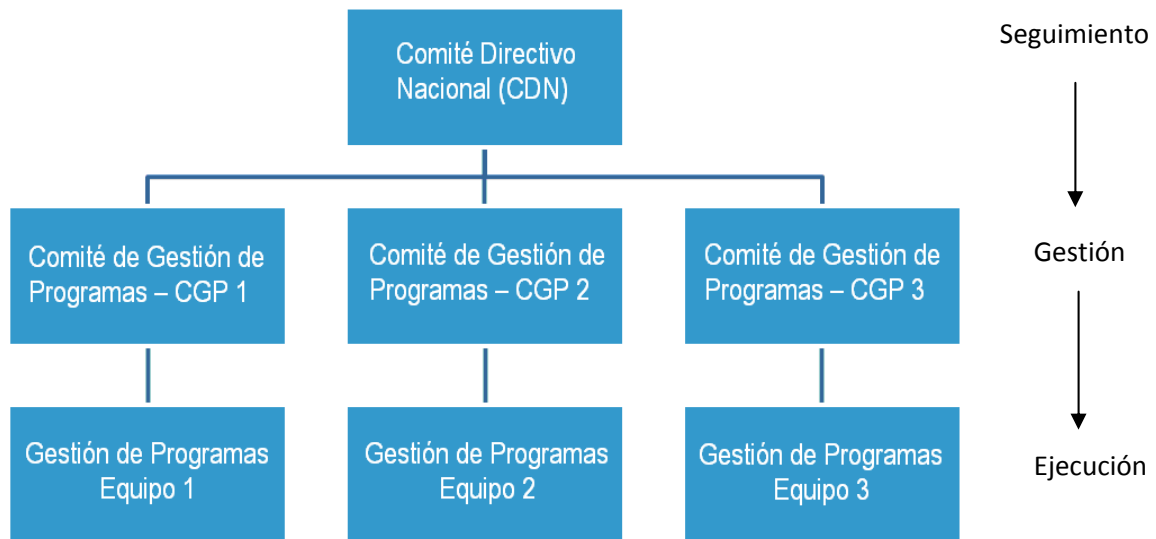 Comité Directivo
Nacional (CDN)
Seguimiento
Comité de Gestión de
Programas – CGP 1
Comité de Gestión de
Programas – CGP 2
Comité de Gestión de
Programas – CGP 3
Gestión
Gestión de Programas
Equipo 1
Gestión de Programas
Equipo 2
Gestión de Programas
Equipo 3
Ejecución